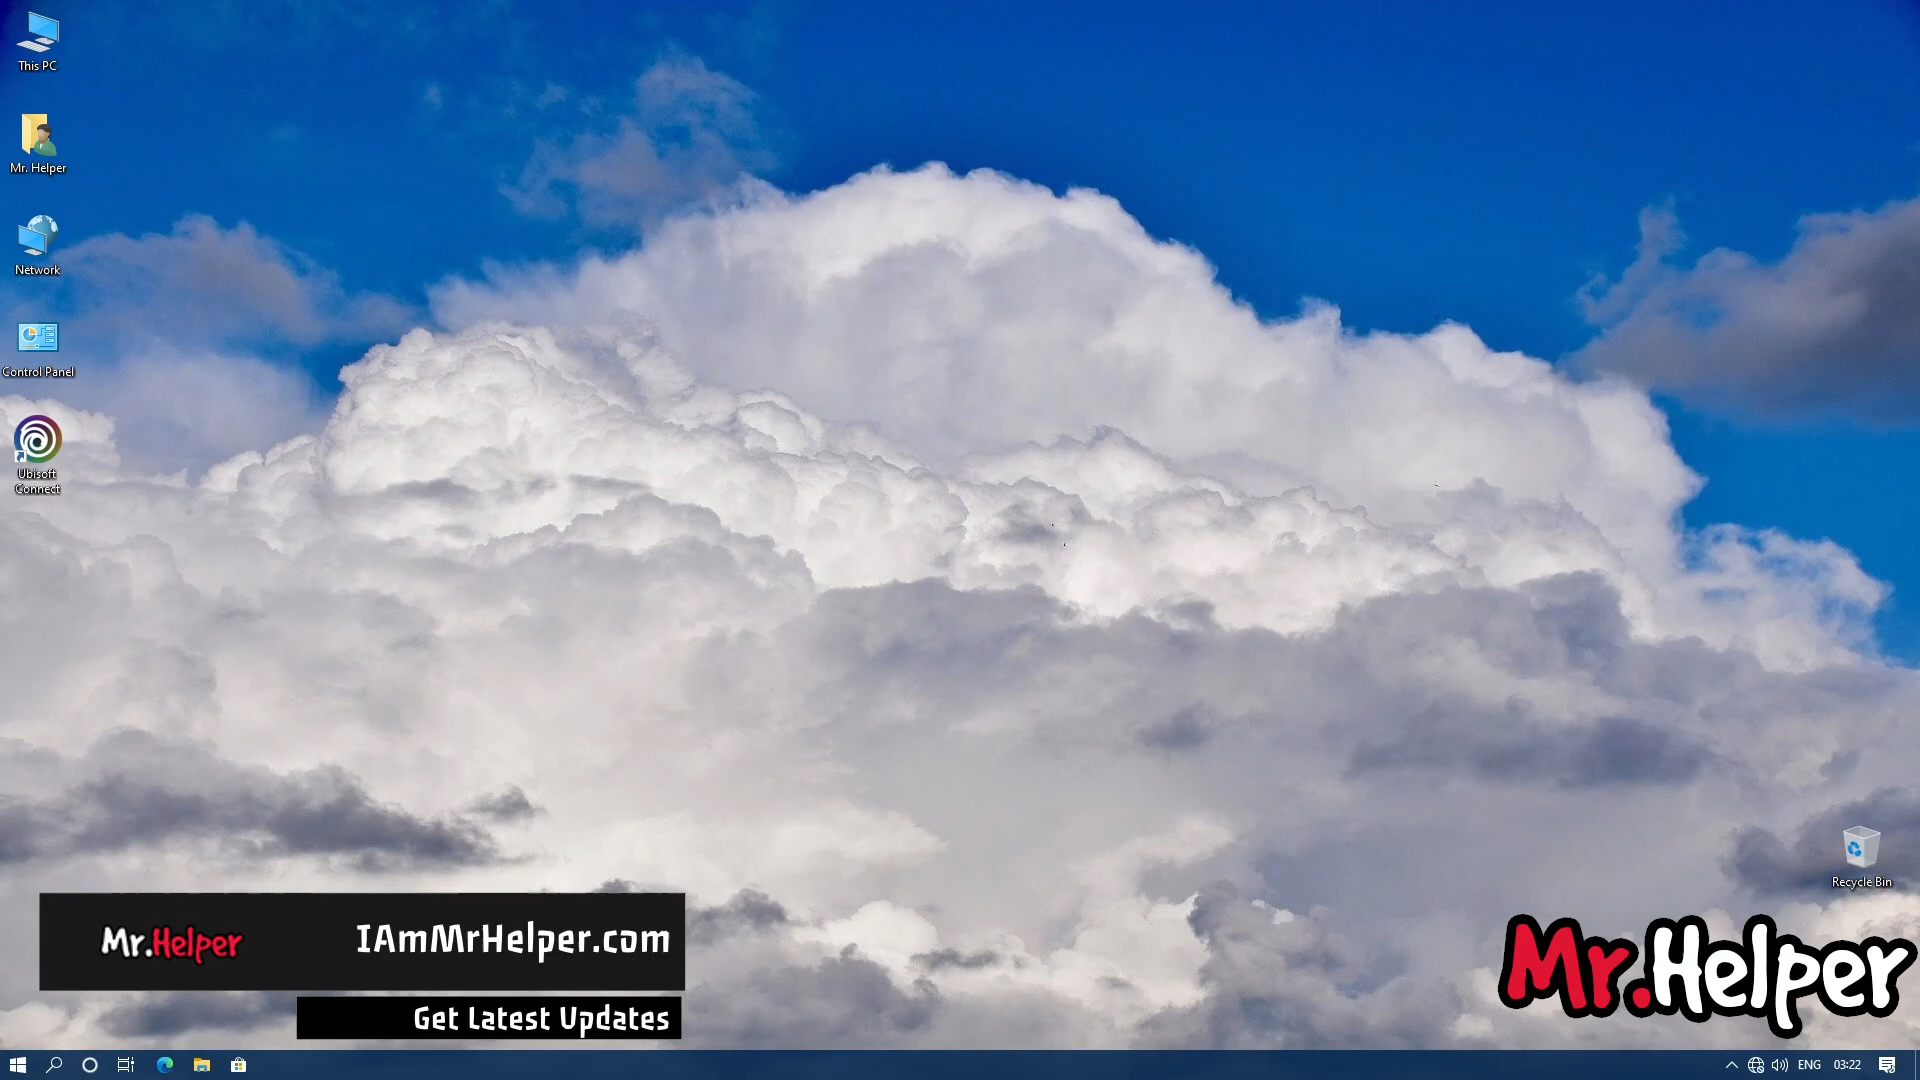 This PC
Mr. Helper
Network
Control Panel
Ubisoft
Connect
Recycle Bin
Mr.Helper
IAmMrHelper.com
Get Latest Updates
Mr.Helper
ENG
03:22